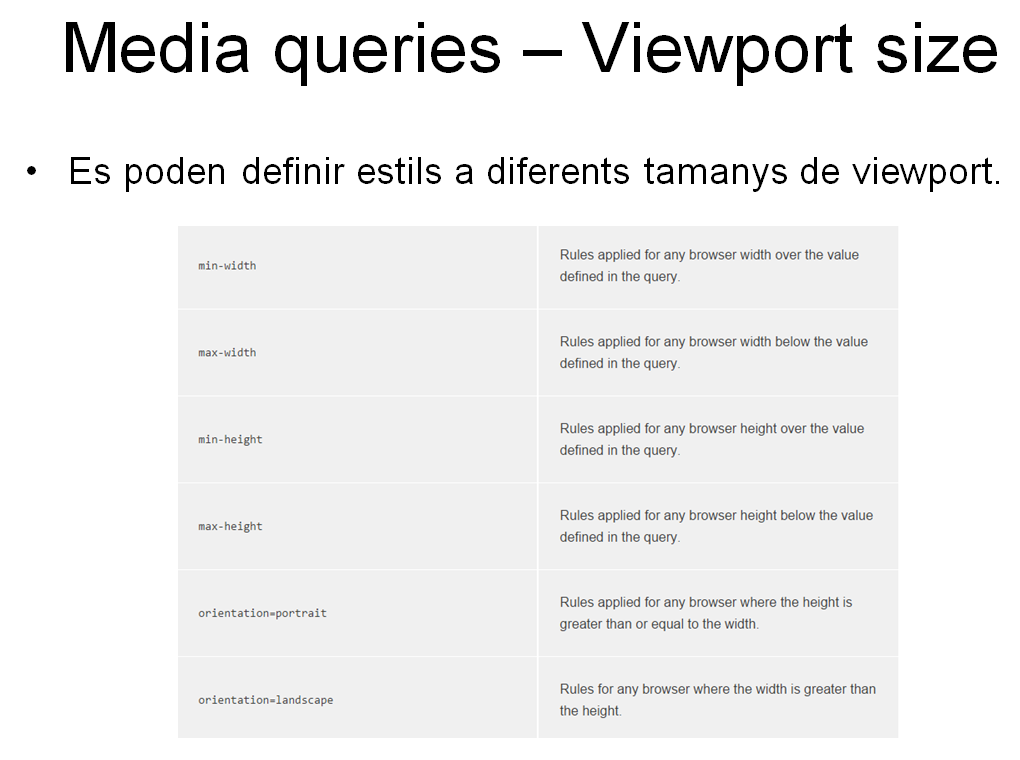 Media queries – Viewport size
• Es poden definir estils a diferents tamanys de viewport.
min-width
Rules applied for any browser width over the value
defined in the query.
max-width
Rules applied for any browser width below the value
defined in the query.
min-height
Rules applied for any browser height over the value
defined in the query.
max-height
Rules applied for any browser height below the value
defined in the query.
orientation=portrait
Rules applied for any browser where the height is
greater than or equal to the width.
orientation=landscape
Rules for any browser where the width is greater than
the height.